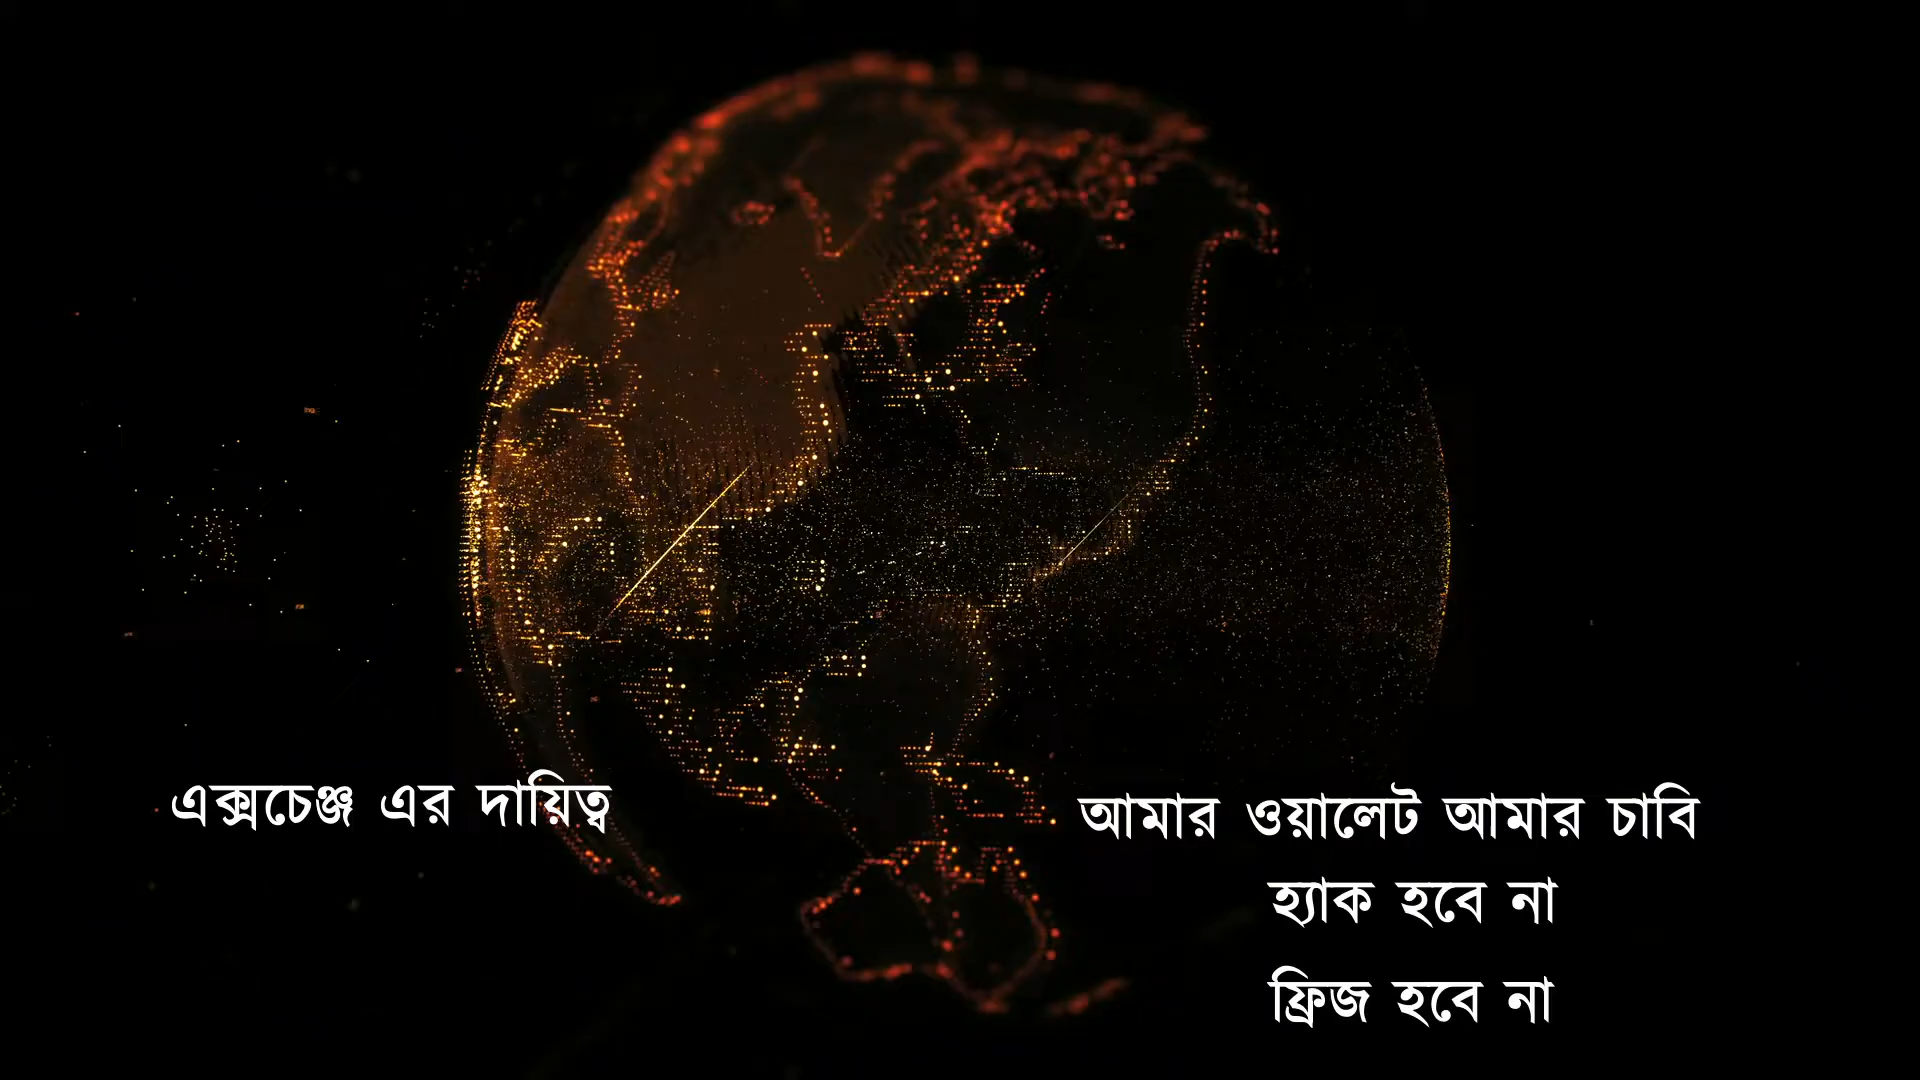 এক্সচেঞ্জ এর দায়িত্ব
আমার ওয়ালেট আমার চাবি
হ্যাক হবে না
ফ্রিজ হবে না